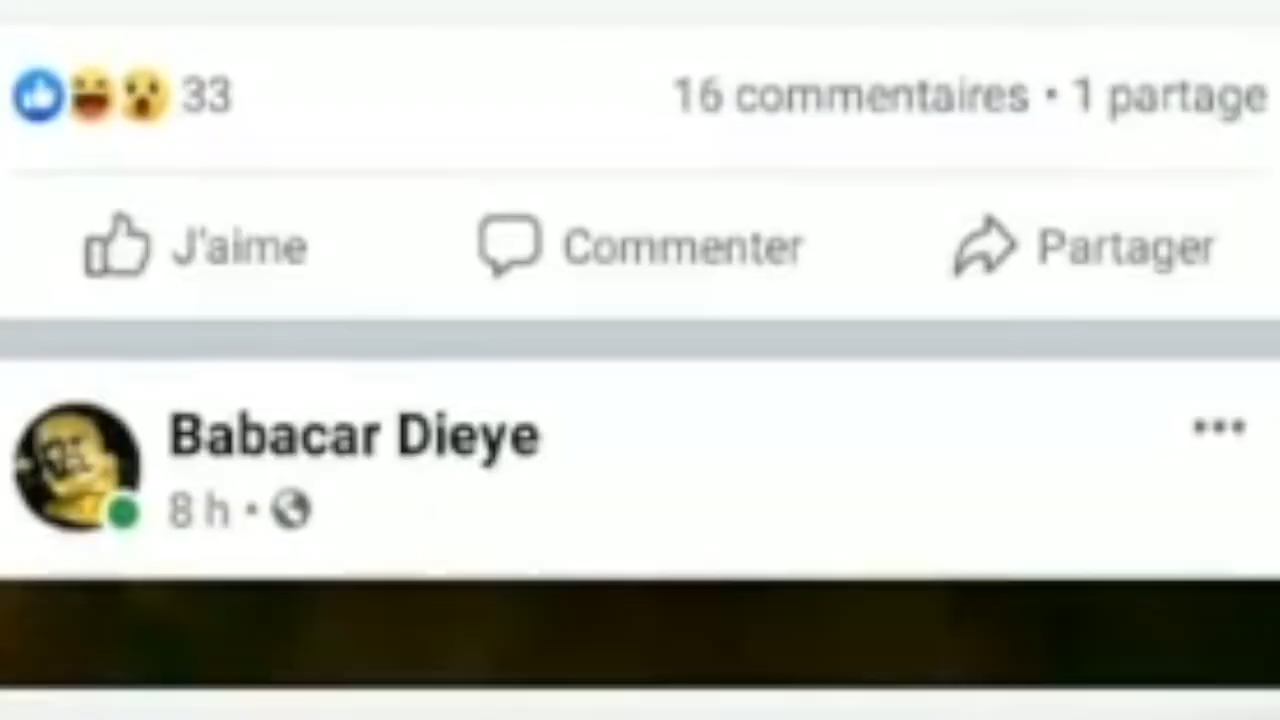 33
16 commentaires • 1 partage
J'aime
Commenter
Partager
Babacar Dieye
8 h •